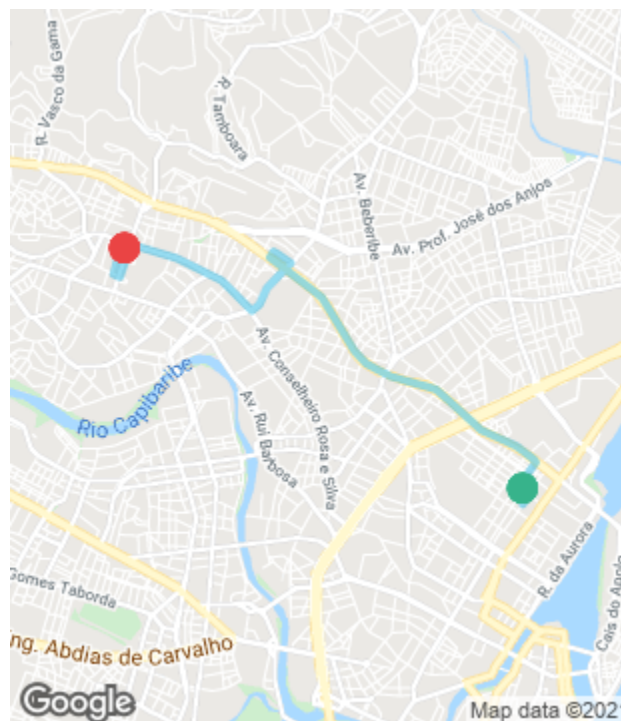 R. Vasco da Gama
R. Tamboara
Av. Beberibe
Av. Prof. José dos Anjos
Rio Capibaribe
Av. Conselheiro Rosa e Silva
Av. Rui Barbosa
R. da Aurora
Cais do Apolo
Gomes Taborda
ng. Abdias de Carvalho
Google
Map data ©202